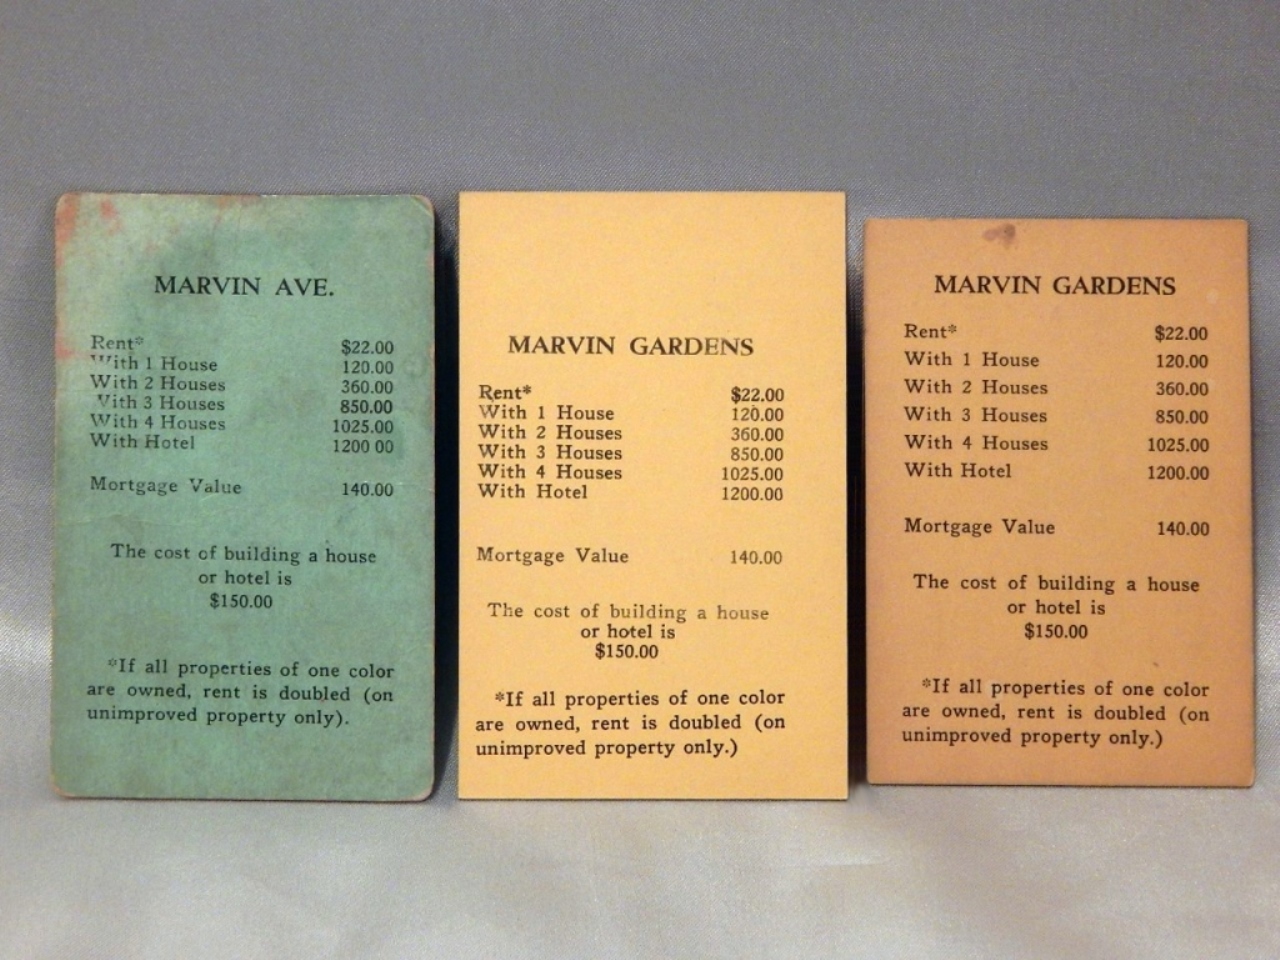 MARVIN AVE.
Rent* $22.00
With 1 House 120.00
With 2 Houses 360.00
With 3 Houses 850.00
With 4 Houses 1025.00
With Hotel 1200 00
Mortgage Value 140.00
The cost of building a house
or hotel is
$150.00
*If all properties of one color
are owned, rent is doubled (on
unimproved property only).
MARVIN GARDENS
Rent* $22.00
With 1 House 120.00
With 2 Houses 360.00
With 3 Houses 850.00
With 4 Houses 1025.00
With Hotel 1200.00
Mortgage Value 140.00
The cost of building a house
or hotel is
$150.00
*If all properties of one color
are owned, rent is doubled (on
unimproved property only.)
MARVIN GARDENS
Rent* $22.00
With 1 House 120.00
With 2 Houses 360.00
With 3 Houses 850.00
With 4 Houses 1025.00
With Hotel 1200.00
Mortgage Value 140.00
The cost of building a house
or hotel is
$150.00
*If all properties of one color
are owned, rent is doubled (on
unimproved property only.)